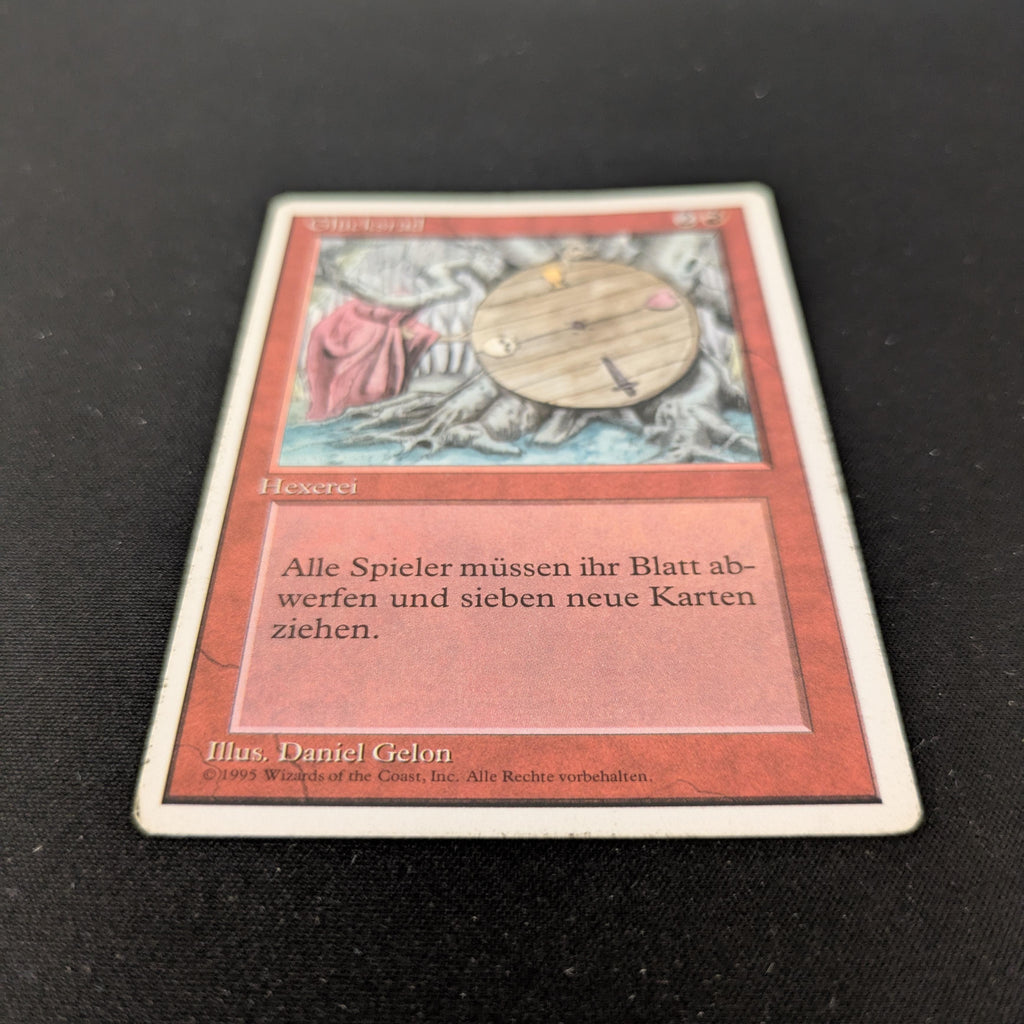 Glücksrad
Hexerei
Alle Spieler müssen ihr Blatt ab-
werfen und sieben neue Karten
ziehen.
Illus. Daniel Gelon
©1995 Wizards of the Coast, Inc. Alle Rechte vorbehalten.